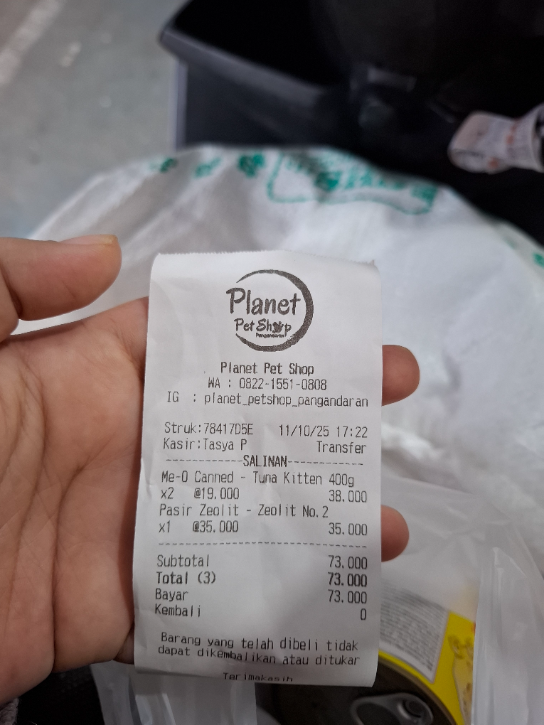 Planet
Pet Shop
Pangandaran
Planet Pet Shop
WA : 0822-1551-0808
IG : planet_petshop_pangandaran
Struk:78417D5E 11/10/25 17:22
Kasir:Tasya P Transfer
--------------SALINAN--------------
Me-O Canned - Tuna Kitten 400g
x2 @19.000 38.000
Pasir Zeolit - Zeolit No.2
x1 @35.000 35.000
Subtotal 73.000
Total (3) 73.000
Bayar 73.000
Kembali 0
Barang yang telah dibeli tidak
dapat dikembalikan atau ditukar
Terimakasih